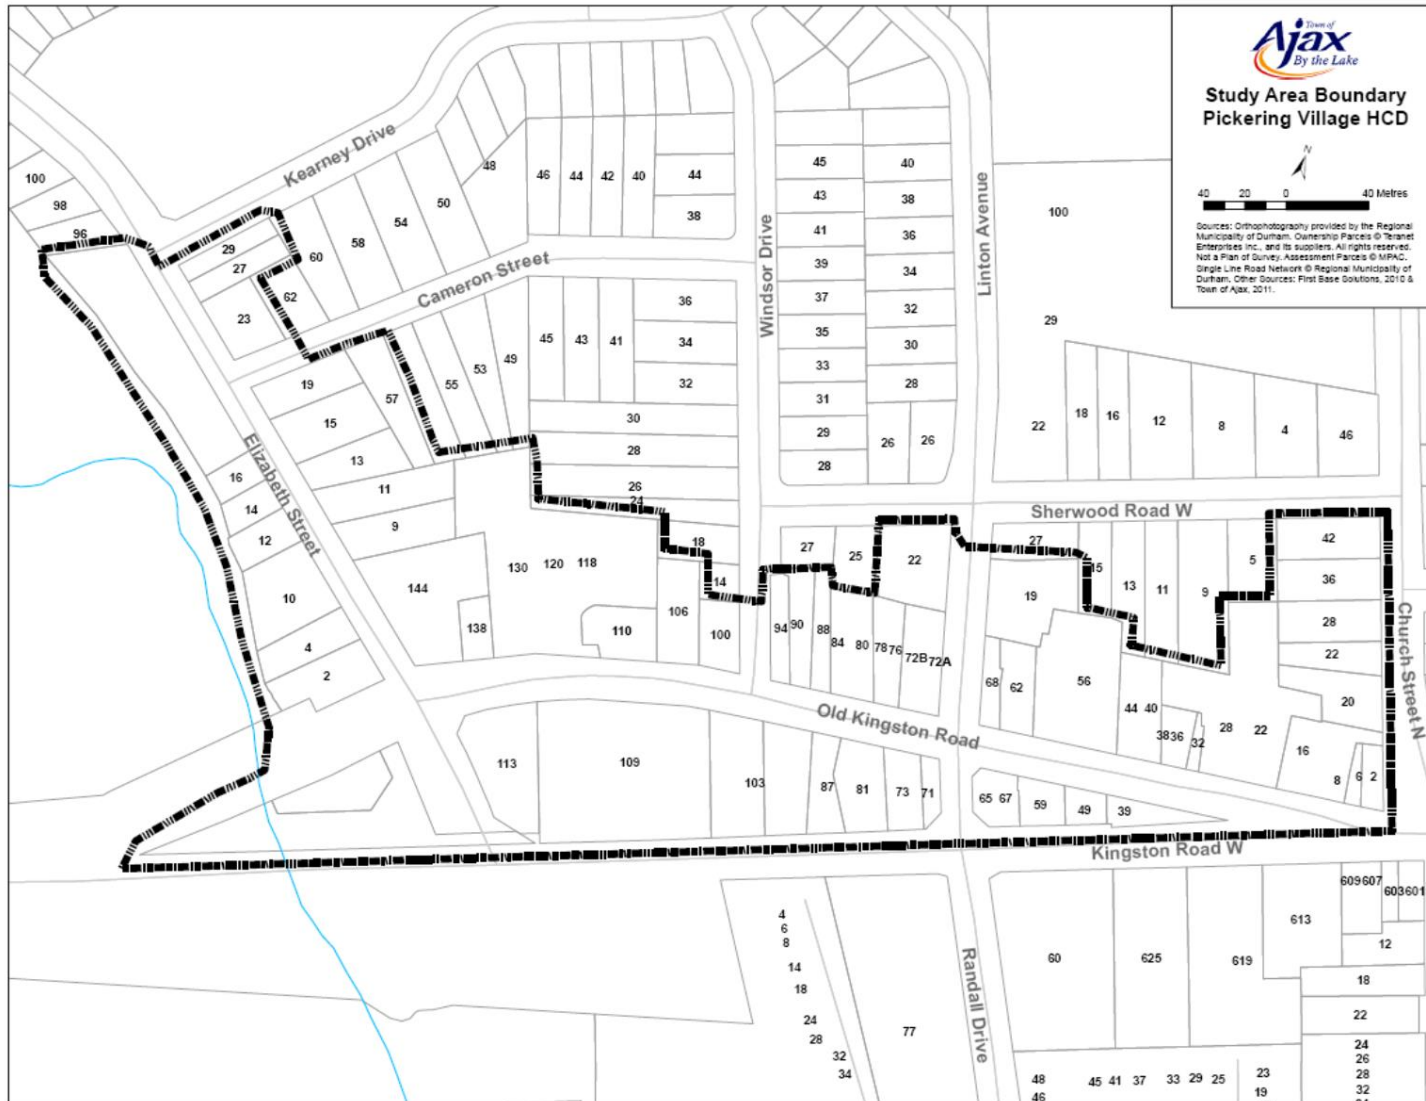 Town of
Ajax
By the Lake
Study Area Boundary
Pickering Village HCD
N
40 20 0 40 Metres
Sources: Orthophotography provided by the Regional
Municipality of Durham. Ownership Parcels © Teranet
Enterprises Inc., and its suppliers. All rights reserved.
Not a Plan of Survey. Assessment Parcels © MPAC.
Single Line Road Network © Regional Municipality of
Durham. Other Sources: First Base Solutions, 2010 &
Town of Ajax, 2011.
Kearney Drive
Cameron Street
Elizabeth Street
Windsor Drive
Linton Avenue
Sherwood Road W
Church Street N
Old Kingston Road
Kingston Road W
Randall Drive
100
98
96
29
27
23
62
60
58
54
50
48
46 44 42 40
44
38
19
15
13
11
9
57
55
53
49
45 43 41
36
34
32
30
28
26
24
18
14
45
43
41
39
37
35
33
31
29
28
40
38
36
34
32
30
28
26 26
100
29
22 18 16 12 8 4 46
16
14
12
10
4
2
144
138
130 120 118
110
106
100
27
25
22
94 90 88 84 80 78 76 72B 72A
27
19
15
13
11
9
5
42
36
28
22
20
68 62 56 44 40 38 36 32 28 22 16 8 6 2
113 109 103 87 81 73 71
65 67 59 49 39
4
6
8
14
18
24
28
32
34
77
60 625 619 613
609 607 603 601
12
18
22
24
26
28
32
48
46
45 41 37 33 29 25
23
19